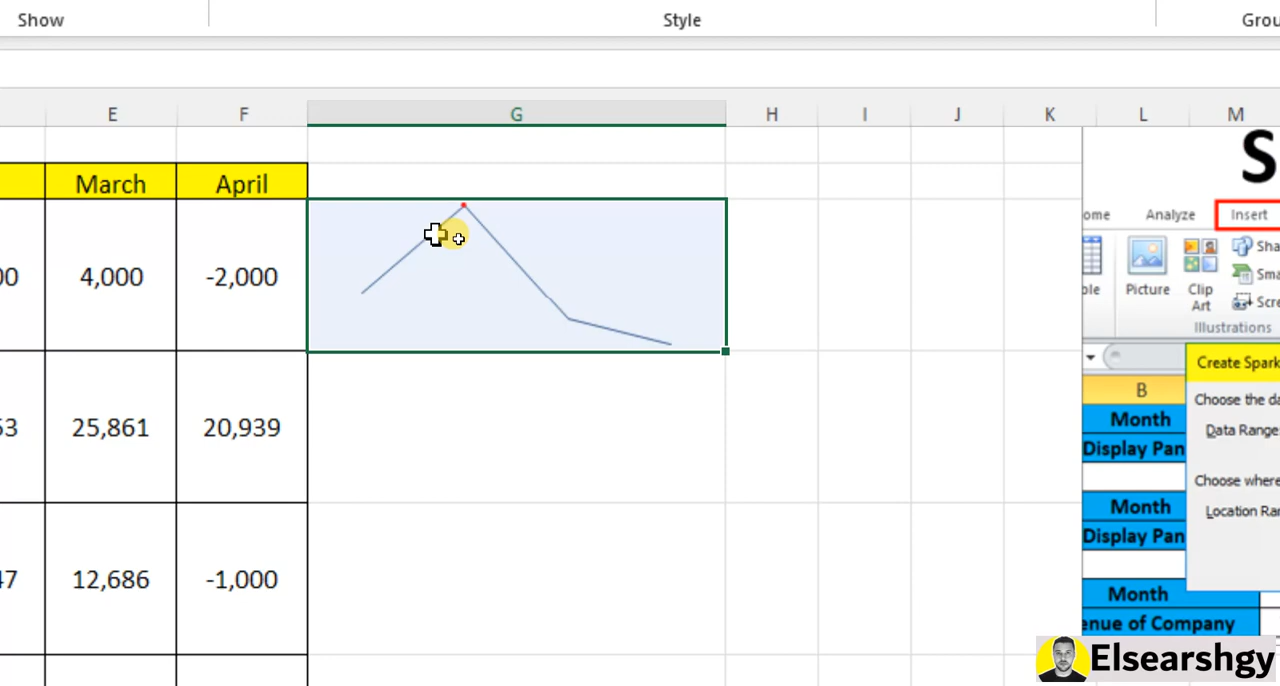 Show
Style
Grou
E
F
G
H
I
J
K
L
M
March
April
00
4,000
-2,000
53
25,861
20,939
47
12,686
-1,000
S
ome
Analyze
Insert
ble
Picture
Clip
Art
Sha
Sma
Scre
Illustrations
B
Month
Display Pan
Month
Display Pan
Month
enue of Company
Create Spark
Choose the da
Data Range:
Choose where
Location Ran
Elsearshgy